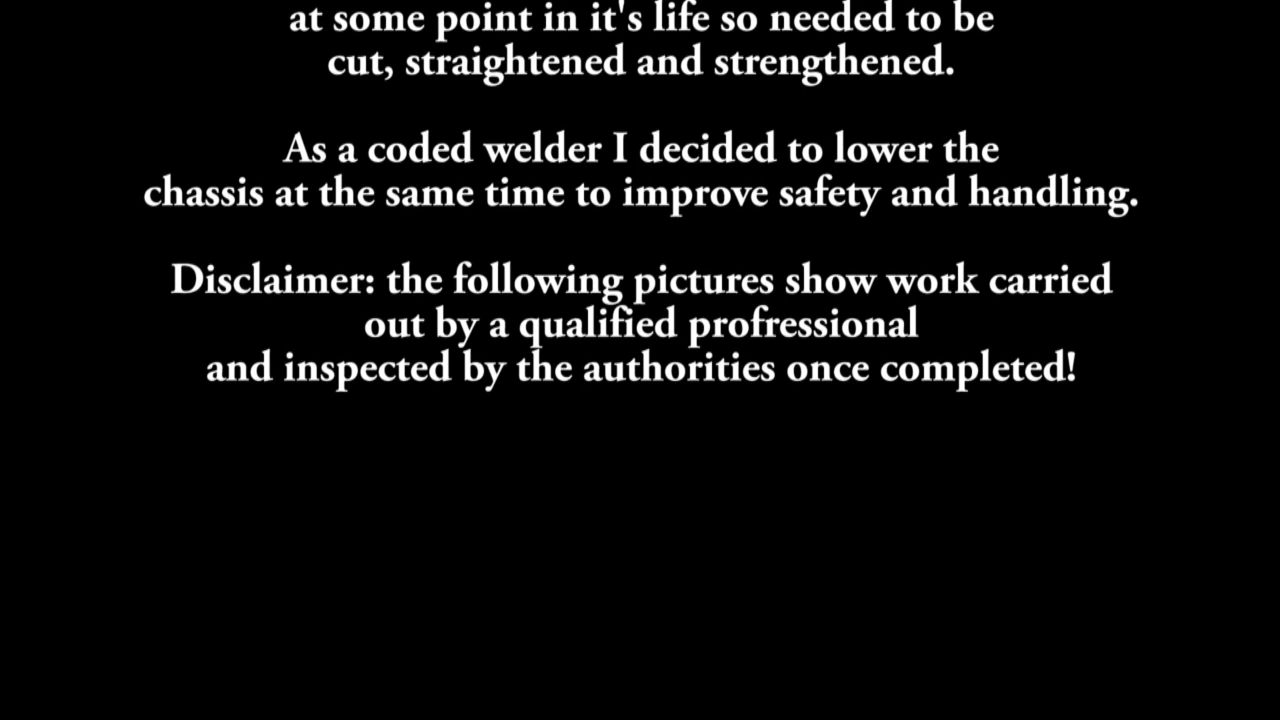 at some point in it's life so needed to be
cut, straightened and strengthened.
As a coded welder I decided to lower the
chassis at the same time to improve safety and handling.
Disclaimer: the following pictures show work carried
out by a qualified profressional
and inspected by the authorities once completed!